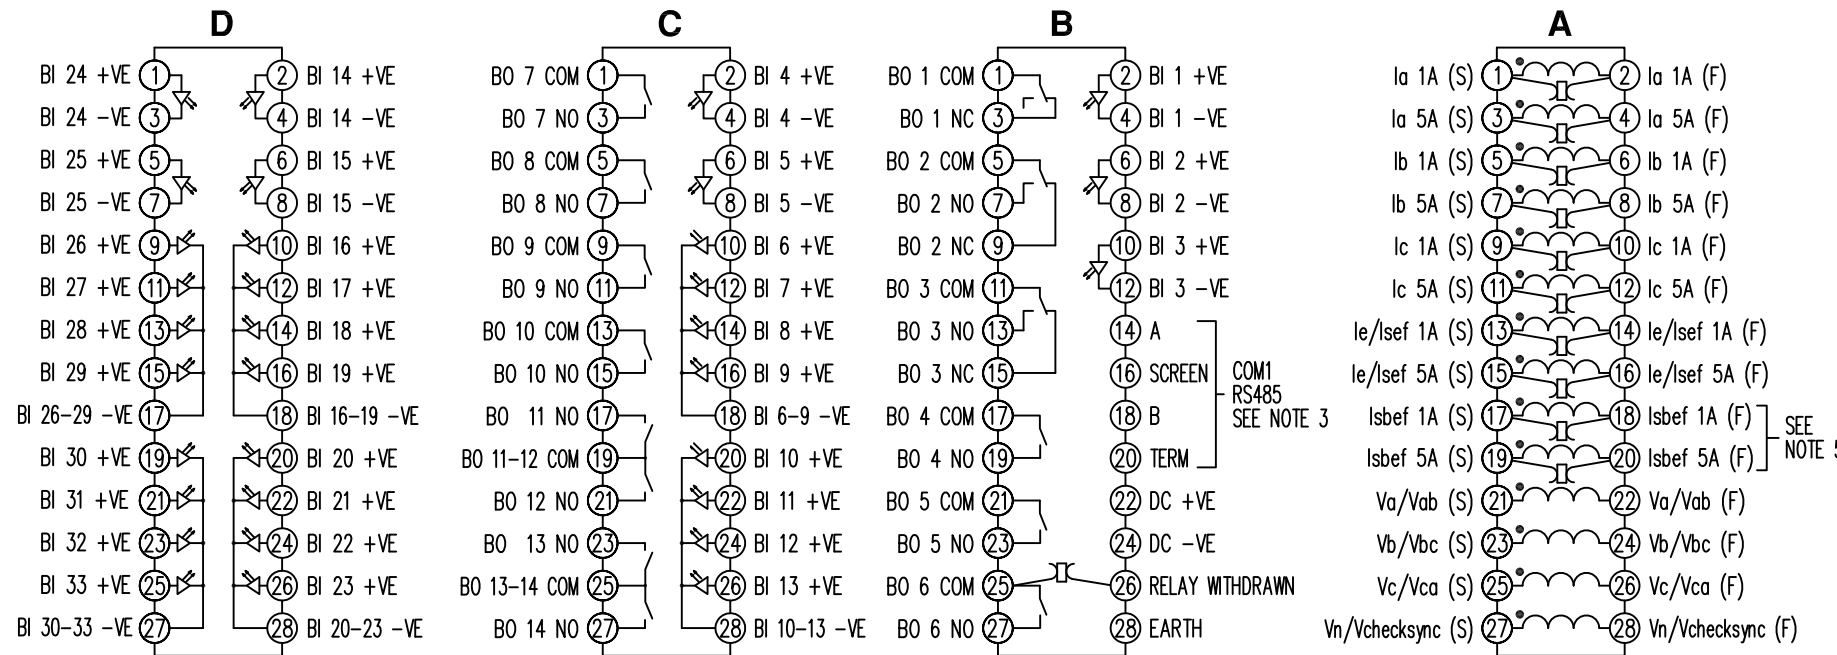 D C B A
BI 24 +VE 1 2 BI 14 +VE BO 7 COM 1 2 BI 4 +VE BO 1 COM 1 2 BI 1 +VE Ia 1A (S) 1 2 Ia 1A (F)
BI 24 -VE 3 4 BI 14 -VE BO 7 NO 3 4 BI 4 -VE BO 1 NC 3 4 BI 1 -VE Ia 5A (S) 3 4 Ia 5A (F)
BI 25 +VE 5 6 BI 15 +VE BO 8 COM 5 6 BI 5 +VE BO 2 COM 5 6 BI 2 +VE Ib 1A (S) 5 6 Ib 1A (F)
BI 25 -VE 7 8 BI 15 -VE BO 8 NO 7 8 BI 5 -VE BO 2 NO 7 8 BI 2 -VE Ib 5A (S) 7 8 Ib 5A (F)
BI 26 +VE 9 10 BI 16 +VE BO 9 COM 9 10 BI 6 +VE BO 2 NC 9 10 BI 3 +VE Ic 1A (S) 9 10 Ic 1A (F)
BI 27 +VE 11 12 BI 17 +VE BO 9 NO 11 12 BI 7 +VE BO 3 COM 11 12 BI 3 -VE Ic 5A (S) 11 12 Ic 5A (F)
BI 28 +VE 13 14 BI 18 +VE BO 10 COM 13 14 BI 8 +VE BO 3 NO 13 14 A Ie/Isef 1A (S) 13 14 Ie/Isef 1A (F)
BI 29 +VE 15 16 BI 19 +VE BO 10 NO 15 16 BI 9 +VE BO 3 NC 15 16 SCREEN COM1 Ie/Isef 5A (S) 15 16 Ie/Isef 5A (F)
RS485
BI 26-29 -VE 17 18 BI 16-19 -VE BO 11 NO 17 18 BI 6-9 -VE BO 4 COM 17 18 B SEE NOTE 3 Isbef 1A (S) 17 18 Isbef 1A (F) SEE
NOTE 5
BI 30 +VE 19 20 BI 20 +VE BO 11-12 COM 19 20 BI 10 +VE BO 4 NO 19 20 TERM Isbef 5A (S) 19 20 Isbef 5A (F)
BI 31 +VE 21 22 BI 21 +VE BO 12 NO 21 22 BI 11 +VE BO 5 COM 21 22 DC +VE Va/Vab (S) 21 22 Va/Vab (F)
BI 32 +VE 23 24 BI 22 +VE BO 13 NO 23 24 BI 12 +VE BO 5 NO 23 24 DC -VE Vb/Vbc (S) 23 24 Vb/Vbc (F)
BI 33 +VE 25 26 BI 23 +VE BO 13-14 COM 25 26 BI 13 +VE BO 6 COM 25 26 RELAY WITHDRAWN Vc/Vca (S) 25 26 Vc/Vca (F)
BI 30-33 -VE 27 28 BI 20-23 -VE BO 14 NO 27 28 BI 10-13 -VE BO 6 NO 27 28 EARTH Vn/Vchecksync (S) 27 28 Vn/Vchecksync (F)